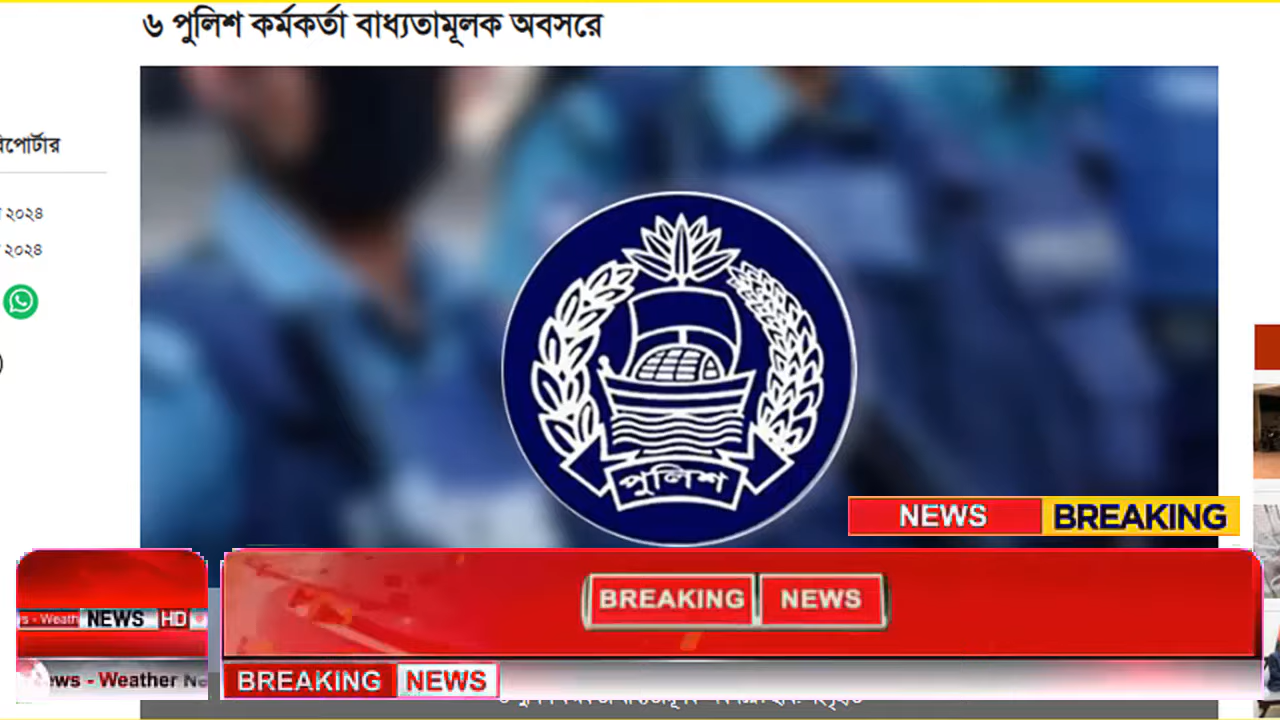 ৬ পুলিশ কর্মকর্তা বাধ্যতামূলক অবসরে
২০২৪
২০২৪
পুলিশ
NEWS BREAKING
BREAKING NEWS
NEWS HD
- Weather
BREAKING NEWS